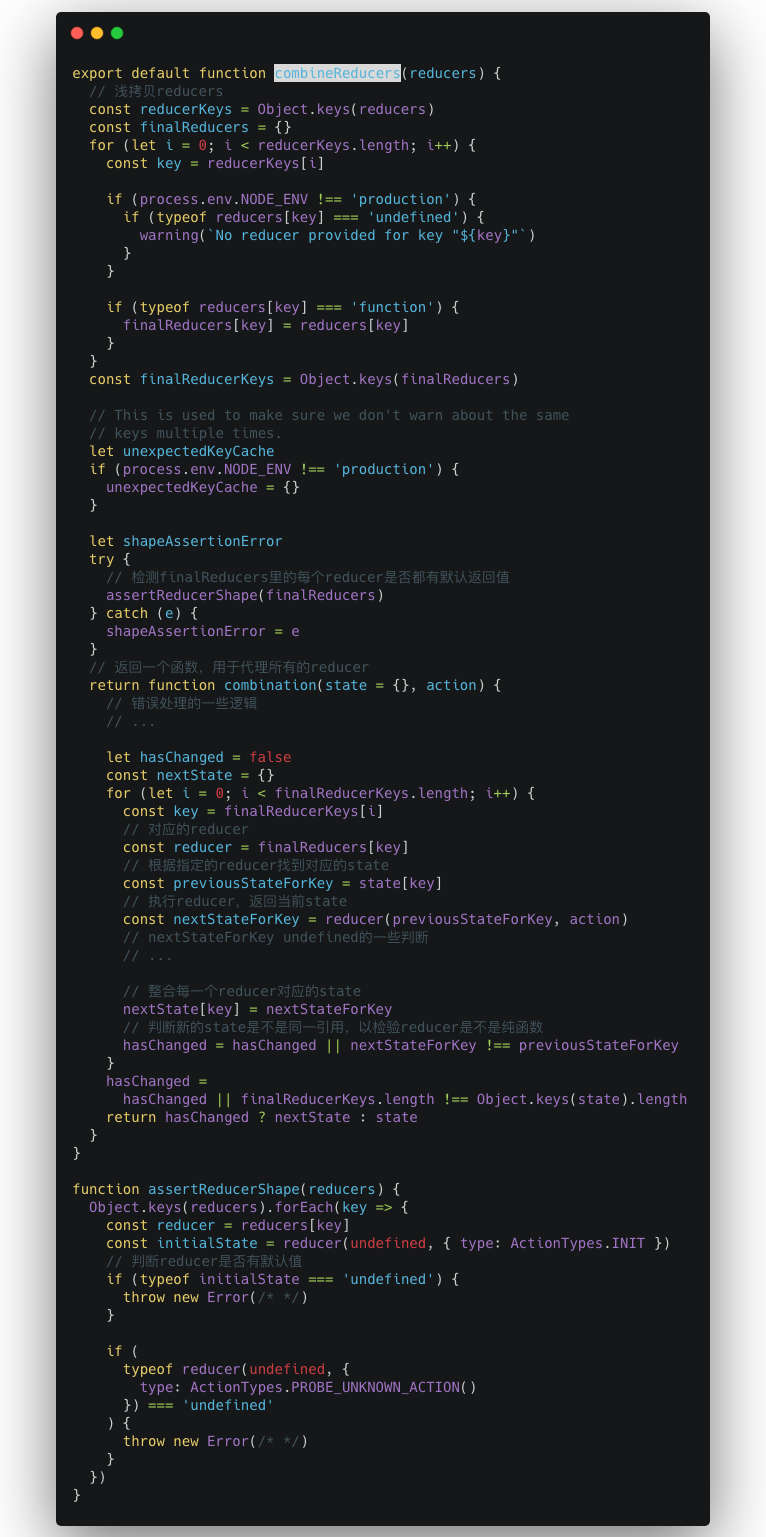 export default function combineReducers(reducers) {
  // 浅拷贝reducers
  const reducerKeys = Object.keys(reducers)
  const finalReducers = {}
  for (let i = 0; i < reducerKeys.length; i++) {
    const key = reducerKeys[i]

    if (process.env.NODE_ENV !== 'production') {
      if (typeof reducers[key] === 'undefined') {
        warning(`No reducer provided for key "${key}"`)
      }
    }

    if (typeof reducers[key] === 'function') {
      finalReducers[key] = reducers[key]
    }
  }
  const finalReducerKeys = Object.keys(finalReducers)

  // This is used to make sure we don't warn about the same
  // keys multiple times.
  let unexpectedKeyCache
  if (process.env.NODE_ENV !== 'production') {
    unexpectedKeyCache = {}
  }

  let shapeAssertionError
  try {
    // 检测finalReducers里的每个reducer是否都有默认返回值
    assertReducerShape(finalReducers)
  } catch (e) {
    shapeAssertionError = e
  }
  // 返回一个函数，用于代理所有的reducer
  return function combination(state = {}, action) {
    // 错误处理的一些逻辑
    // ...

    let hasChanged = false
    const nextState = {}
    for (let i = 0; i < finalReducerKeys.length; i++) {
      const key = finalReducerKeys[i]
      // 对应的reducer
      const reducer = finalReducers[key]
      // 根据指定的reducer找到对应的state
      const previousStateForKey = state[key]
      // 执行reducer，返回当前state
      const nextStateForKey = reducer(previousStateForKey, action)
      // nextStateForKey undefined的一些判断
      // ...

      // 整合每一个reducer对应的state
      nextState[key] = nextStateForKey
      // 判断新的state是不是同一引用，以检验reducer是不是纯函数
      hasChanged = hasChanged || nextStateForKey !== previousStateForKey
    }
    hasChanged =
      hasChanged || finalReducerKeys.length !== Object.keys(state).length
    return hasChanged ? nextState : state
  }
}

function assertReducerShape(reducers) {
  Object.keys(reducers).forEach(key => {
    const reducer = reducers[key]
    const initialState = reducer(undefined, { type: ActionTypes.INIT })
    // 判断reducer是否有默认值
    if (typeof initialState === 'undefined') {
      throw new Error(/* */)
    }

    if (
      typeof reducer(undefined, {
        type: ActionTypes.PROBE_UNKNOWN_ACTION()
      }) === 'undefined'
    ) {
      throw new Error(/* */)
    }
  })
}